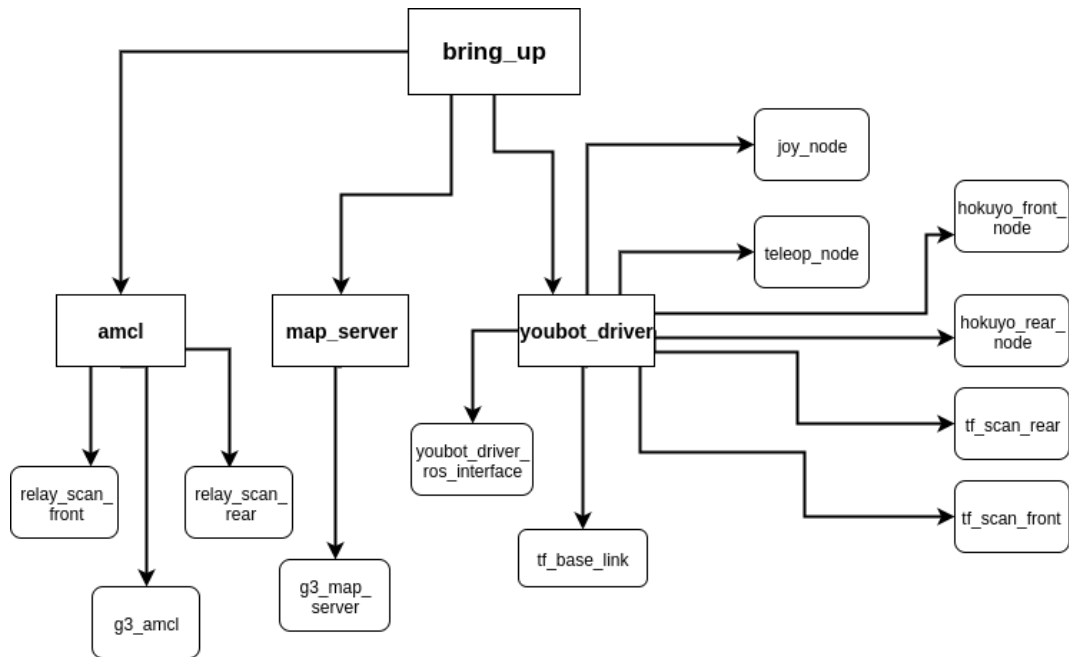 bring_up
joy_node
hokuyo_front_
node
teleop_node
amcl
map_server
youbot_driver
hokuyo_rear_
node
tf_scan_rear
youbot_driver_
ros_interface
relay_scan_
front
relay_scan_
rear
tf_scan_front
tf_base_link
g3_map_
server
g3_amcl